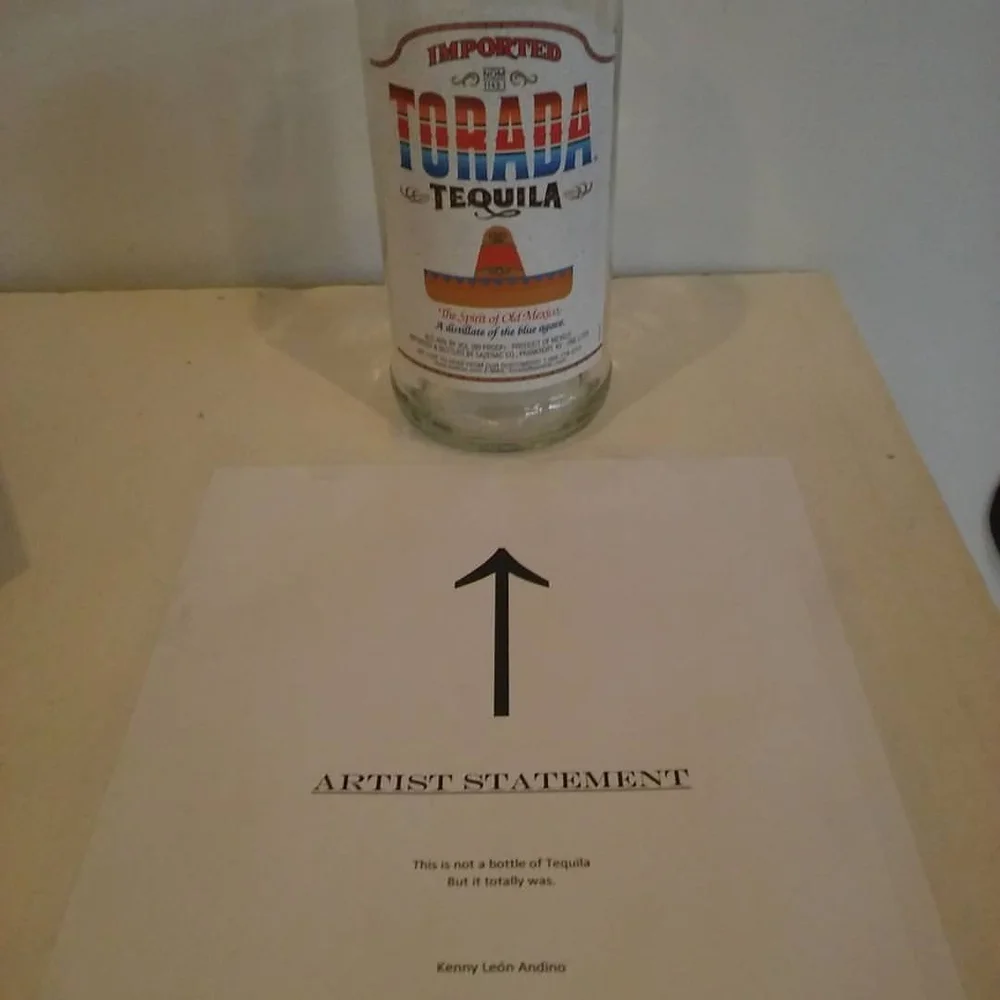 IMPORTED
NOM
TORADA
TEQUILA
The Spirit of Old Mexico.
A distillate of the blue agave.
ARTIST STATEMENT
This is not a bottle of Tequila
But it totally was.
Kenny León Andino